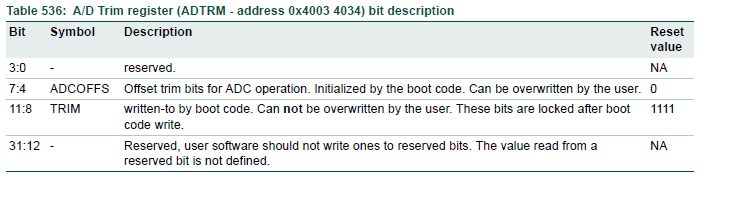 Table 536: A/D Trim register (ADTRM - address 0x4003 4034) bit description
Bit Symbol Description Reset value
3:0 - reserved. NA
7:4 ADCOFFS Offset trim bits for ADC operation. Initialized by the boot code. Can be overwritten by the user. 0
11:8 TRIM written-to by boot code. Can not be overwritten by the user. These bits are locked after boot 1111
code write.
31:12 - Reserved, user software should not write ones to reserved bits. The value read from a NA
reserved bit is not defined.